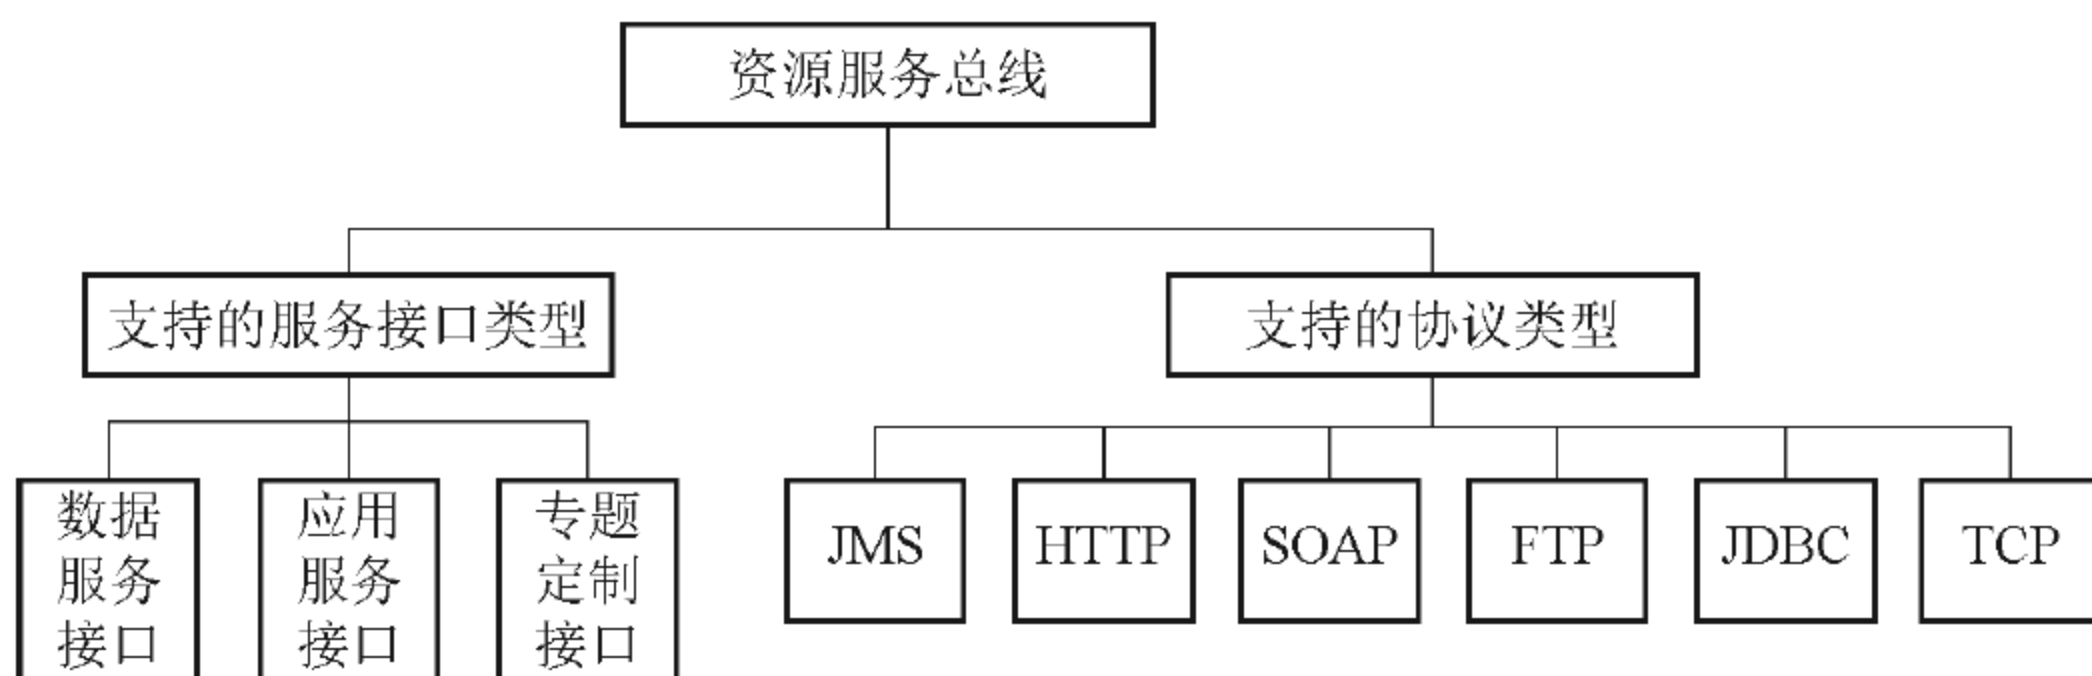 资源服务总线
支持的服务接口类型
支持的协议类型
数据
服务
接口
应用
服务
接口
专题
定制
接口
JMS
HTTP
SOAP
FTP
JDBC
TCP